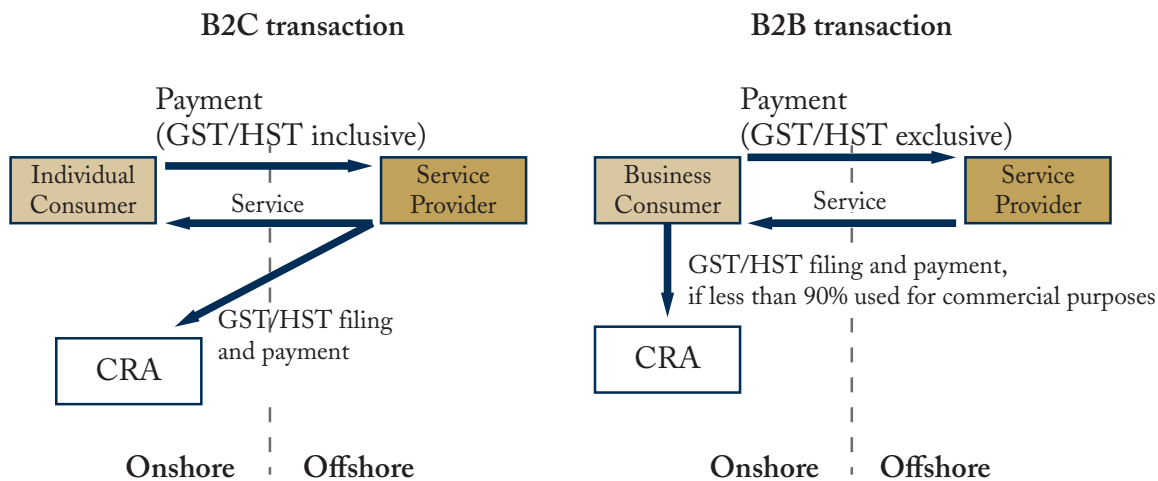 B2C transaction
Payment
(GST/HST inclusive)
Individual
Consumer
Service
Provider
Service
GST/HST filing
and payment
CRA
Onshore
Offshore
B2B transaction
Payment
(GST/HST exclusive)
Business
Consumer
Service
Provider
Service
GST/HST filing and payment,
if less than 90% used for commercial purposes
CRA
Onshore
Offshore